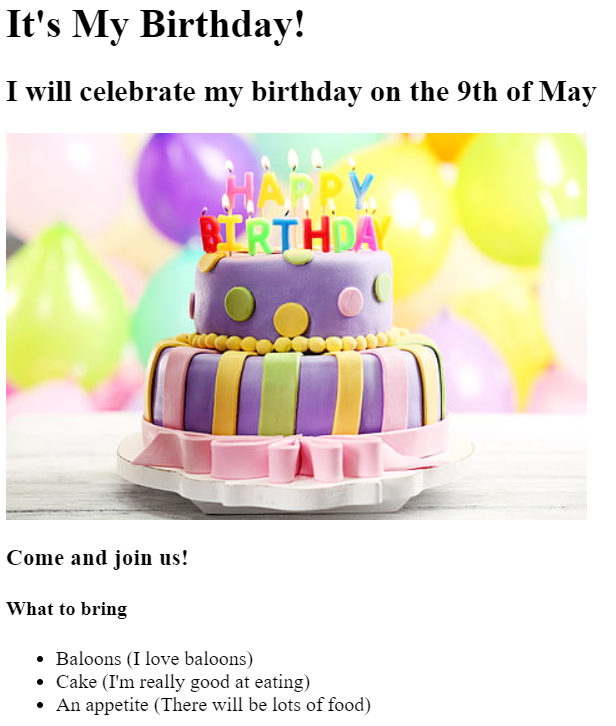 It's My Birthday!
I will celebrate my birthday on the 9th of May
HAPPY
BIRTHDAY
Come and join us!
What to bring
Baloons (I love baloons)
Cake (I'm really good at eating)
An appetite (There will be lots of food)